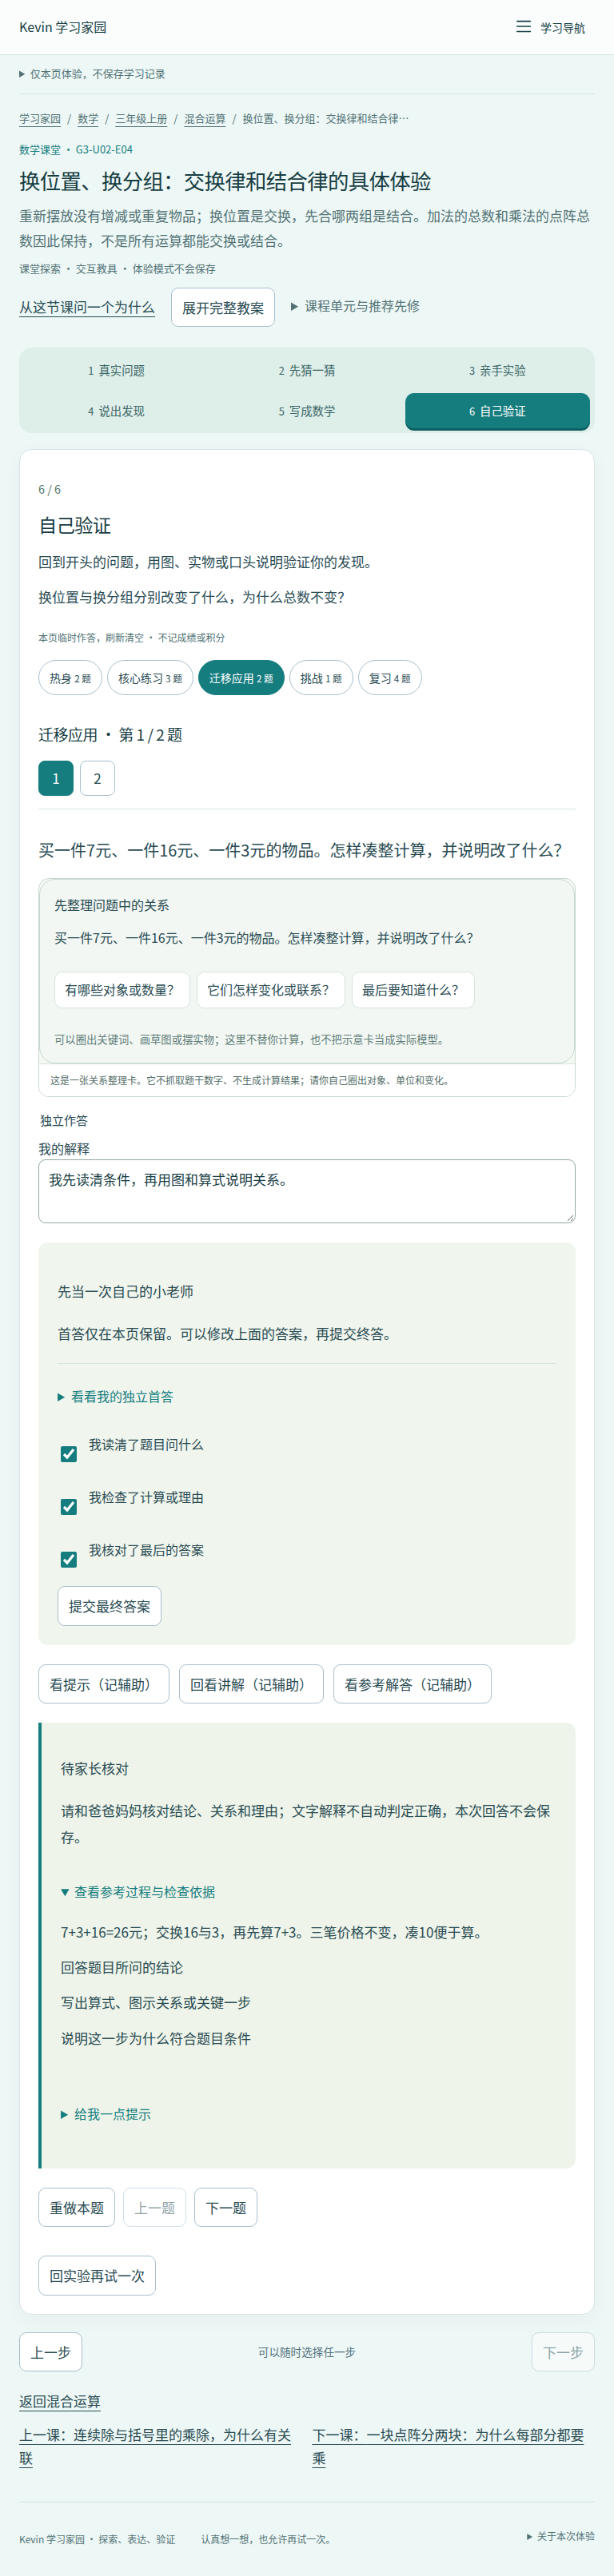 Kevin 学习家园
学习导航
▶ 仅本页体验，不保存学习记录
学习家园 / 数学 / 三年级上册 / 混合运算 / 换位置、换分组：交换律和结合律…
数学课堂 · G3-U02-E04
换位置、换分组：交换律和结合律的具体体验
重新摆放没有增减或重复物品；换位置是交换，先合哪两组是结合。加法的总数和乘法的点阵总
数因此保持，不是所有运算都能交换或结合。
课堂探索 · 交互教具 · 体验模式不会保存
从这节课问一个为什么
展开完整教案
▶ 课程单元与推荐先修
1 真实问题
2 先猜一猜
3 亲手实验
4 说出发现
5 写成数学
6 自己验证
6 / 6
自己验证
回到开头的问题，用图、实物或口头说明验证你的发现。
换位置与换分组分别改变了什么，为什么总数不变？
本页临时作答，刷新清空 · 不记成绩或积分
热身 2 题
核心练习 3 题
迁移应用 2 题
挑战 1 题
复习 4 题
迁移应用 · 第 1 / 2 题
1
2
买一件7元、一件16元、一件3元的物品。怎样凑整计算，并说明改了什么？
先整理问题中的关系
买一件7元、一件16元、一件3元的物品。怎样凑整计算，并说明改了什么？
有哪些对象或数量？
它们怎样变化或联系？
最后要知道什么？
可以圈出关键词、画草图或摆实物；这里不替你计算，也不把示意卡当成实际模型。
这是一张关系整理卡。它不抓取题干数字、不生成计算结果；请你自己圈出对象、单位和变化。
独立作答
我的解释
我先读清条件，再用图和算式说明关系。
先当一次自己的小老师
首答仅在本页保留。可以修改上面的答案，再提交终答。
▶ 看看我的独立首答
我读清了题目问什么
我检查了计算或理由
我核对了最后的答案
提交最终答案
看提示（记辅助）
回看讲解（记辅助）
看参考解答（记辅助）
待家长核对
请和爸爸妈妈核对结论、关系和理由；文字解释不自动判定正确，本次回答不会保
存。
▼ 查看参考过程与检查依据
7+3+16=26元；交换16与3，再先算7+3。三笔价格不变，凑10便于算。
回答题目所问的结论
写出算式、图示关系或关键一步
说明这一步为什么符合题目条件
▶ 给我一点提示
重做本题
上一题
下一题
回实验再试一次
上一步
可以随时选择任一步
下一步
返回混合运算
上一课：连续除与括号里的乘除，为什么有关
联
下一课：一块点阵分两块：为什么每部分都要
乘
Kevin 学习家园 · 探索、表达、验证
认真想一想，也允许再试一次。
▶ 关于本次体验